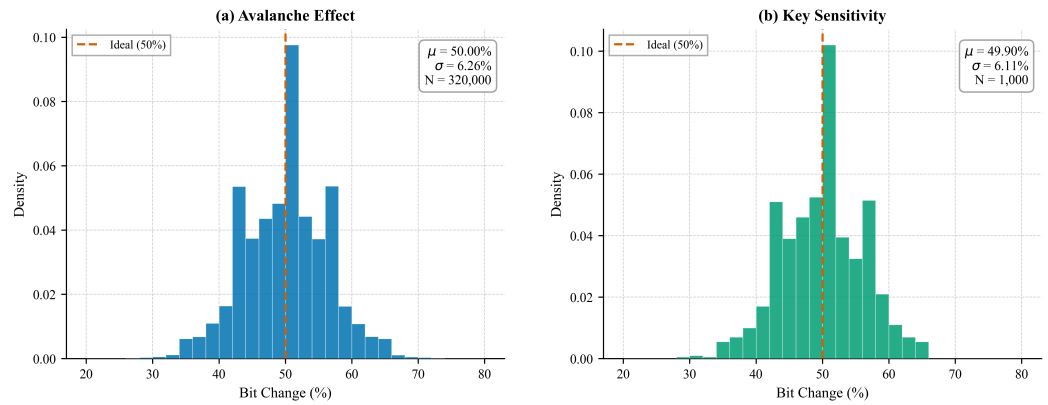 (a) Avalanche Effect
Ideal (50%)
μ = 50.00%
σ = 6.26%
N = 320,000
0.10
0.08
0.06
0.04
0.02
0.00
Density
20 30 40 50 60 70 80
Bit Change (%)
(b) Key Sensitivity
Ideal (50%)
μ = 49.90%
σ = 6.11%
N = 1,000
0.10
0.08
0.06
0.04
0.02
0.00
Density
20 30 40 50 60 70 80
Bit Change (%)